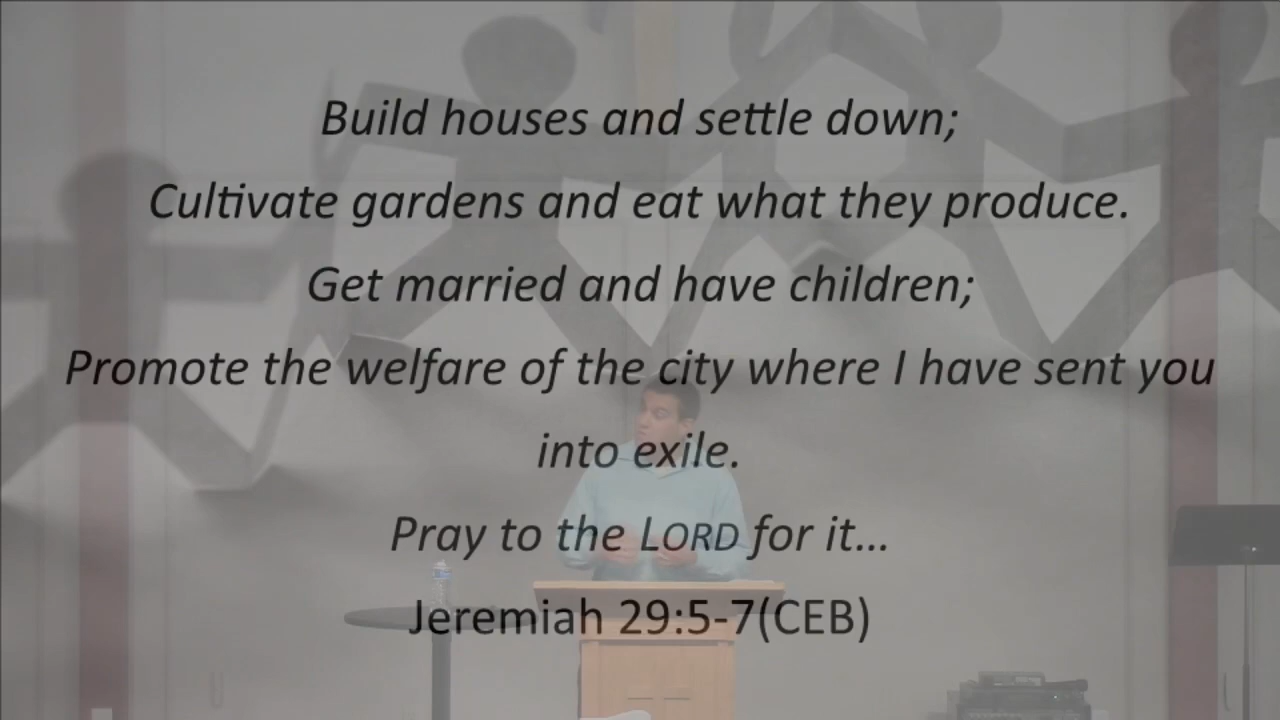 Build houses and settle down;
Cultivate gardens and eat what they produce.
Get married and have children;
Promote the welfare of the city where I have sent you
into exile.
Pray to the LORD for it...
Jeremiah 29:5-7(CEB)